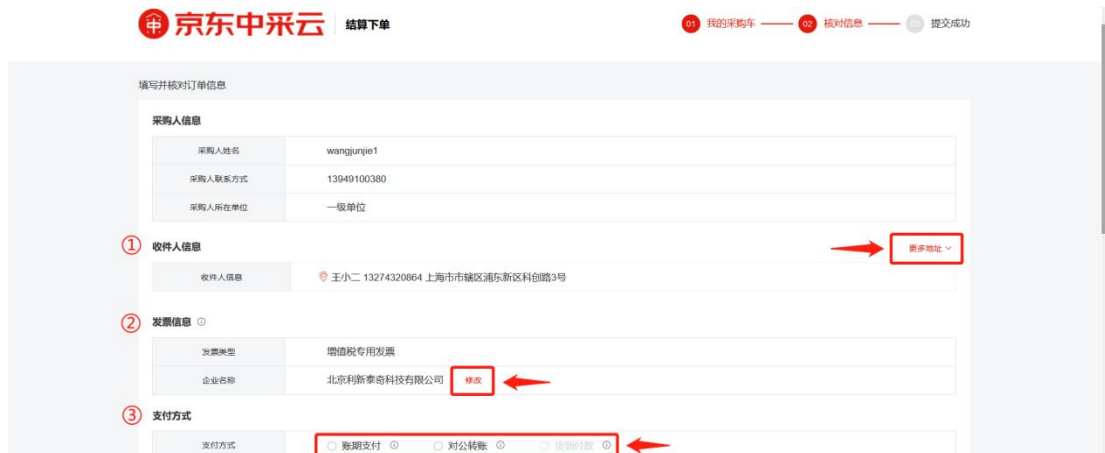 京东中采云 结算下单 01 我的采购车 02 核对信息 03 提交成功
填写并核对订单信息
采购人信息
采购人姓名 wangjunjie1
采购人联系方式 13949100380
采购人所在单位 一级单位
① 收件人信息 更多地址
收件人信息 王小二 13274320864 上海市市辖区浦东新区科创路3号
② 发票信息
发票类型 增值税专用发票
企业名称 北京利新泰奇科技有限公司 修改
③ 支付方式
支付方式 账期支付 对公转账 货到付款